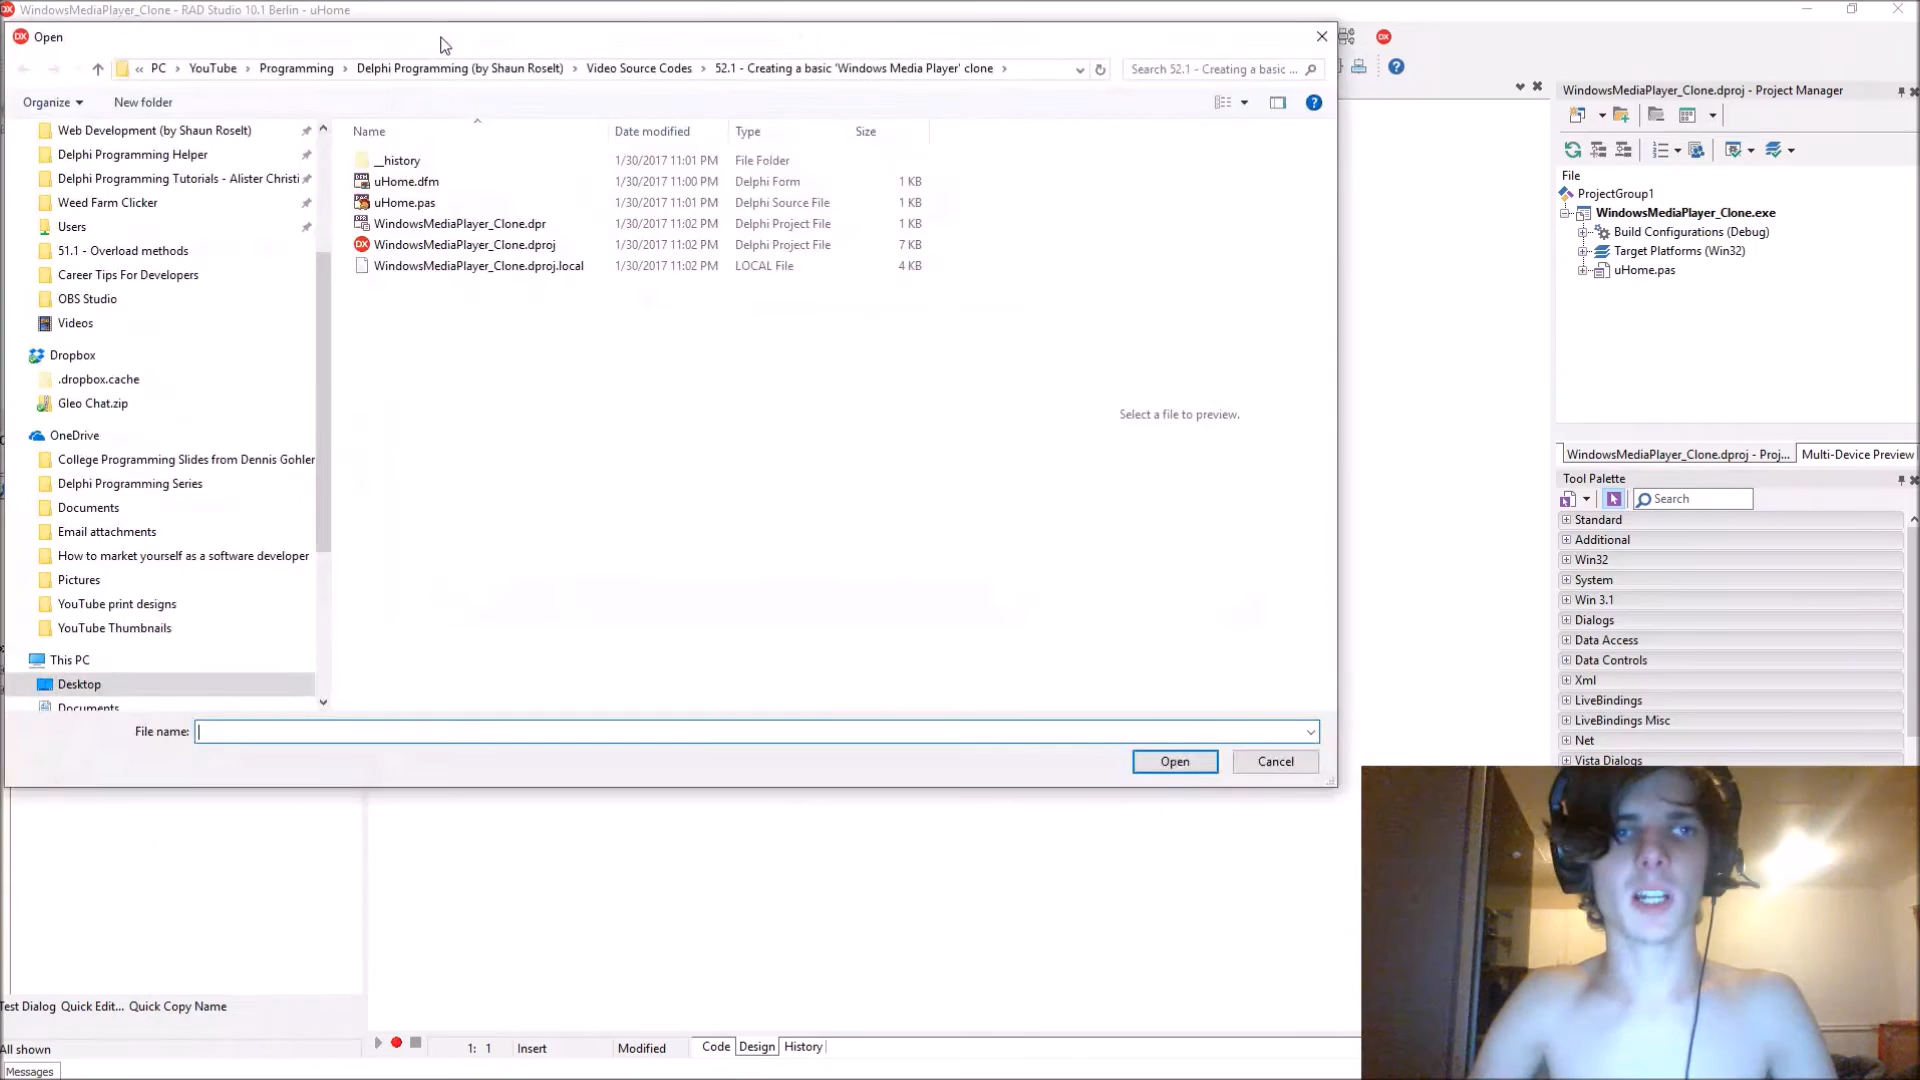 WindowsMediaPlayer_Clone - RAD Studio 10.1 Berlin - uHome
Open
« PC › YouTube › Programming › Delphi Programming (by Shaun Roselt) › Video Source Codes › 52.1 - Creating a basic 'Windows Media Player' clone ›
Search 52.1 - Creating a basic ...
Organize
New folder
Web Development (by Shaun Roselt)
Delphi Programming Helper
Delphi Programming Tutorials - Alister Christi
Weed Farm Clicker
Users
51.1 - Overload methods
Career Tips For Developers
OBS Studio
Videos
Dropbox
.dropbox.cache
Gleo Chat.zip
OneDrive
College Programming Slides from Dennis Gohler
Delphi Programming Series
Documents
Email attachments
How to market yourself as a software developer
Pictures
YouTube print designs
YouTube Thumbnails
This PC
Desktop
Documents
Name Date modified Type Size
__history 1/30/2017 11:01 PM File Folder
uHome.dfm 1/30/2017 11:00 PM Delphi Form 1 KB
uHome.pas 1/30/2017 11:01 PM Delphi Source File 1 KB
WindowsMediaPlayer_Clone.dpr 1/30/2017 11:02 PM Delphi Project File 1 KB
DX WindowsMediaPlayer_Clone.dproj 1/30/2017 11:02 PM Delphi Project File 7 KB
WindowsMediaPlayer_Clone.dproj.local 1/30/2017 11:02 PM LOCAL File 4 KB
Select a file to preview.
File name:
Open
Cancel
WindowsMediaPlayer_Clone.dproj - Project Manager
File
ProjectGroup1
WindowsMediaPlayer_Clone.exe
Build Configurations (Debug)
Target Platforms (Win32)
uHome.pas
WindowsMediaPlayer_Clone.dproj - Proj...
Multi-Device Preview
Tool Palette
Search
Standard
Additional
Win32
System
Win 3.1
Dialogs
Data Access
Data Controls
Xml
LiveBindings
LiveBindings Misc
Net
Vista Dialogs
Test Dialog Quick Edit... Quick Copy Name
All shown
1: 1
Insert
Modified
Code
Design
History
Messages